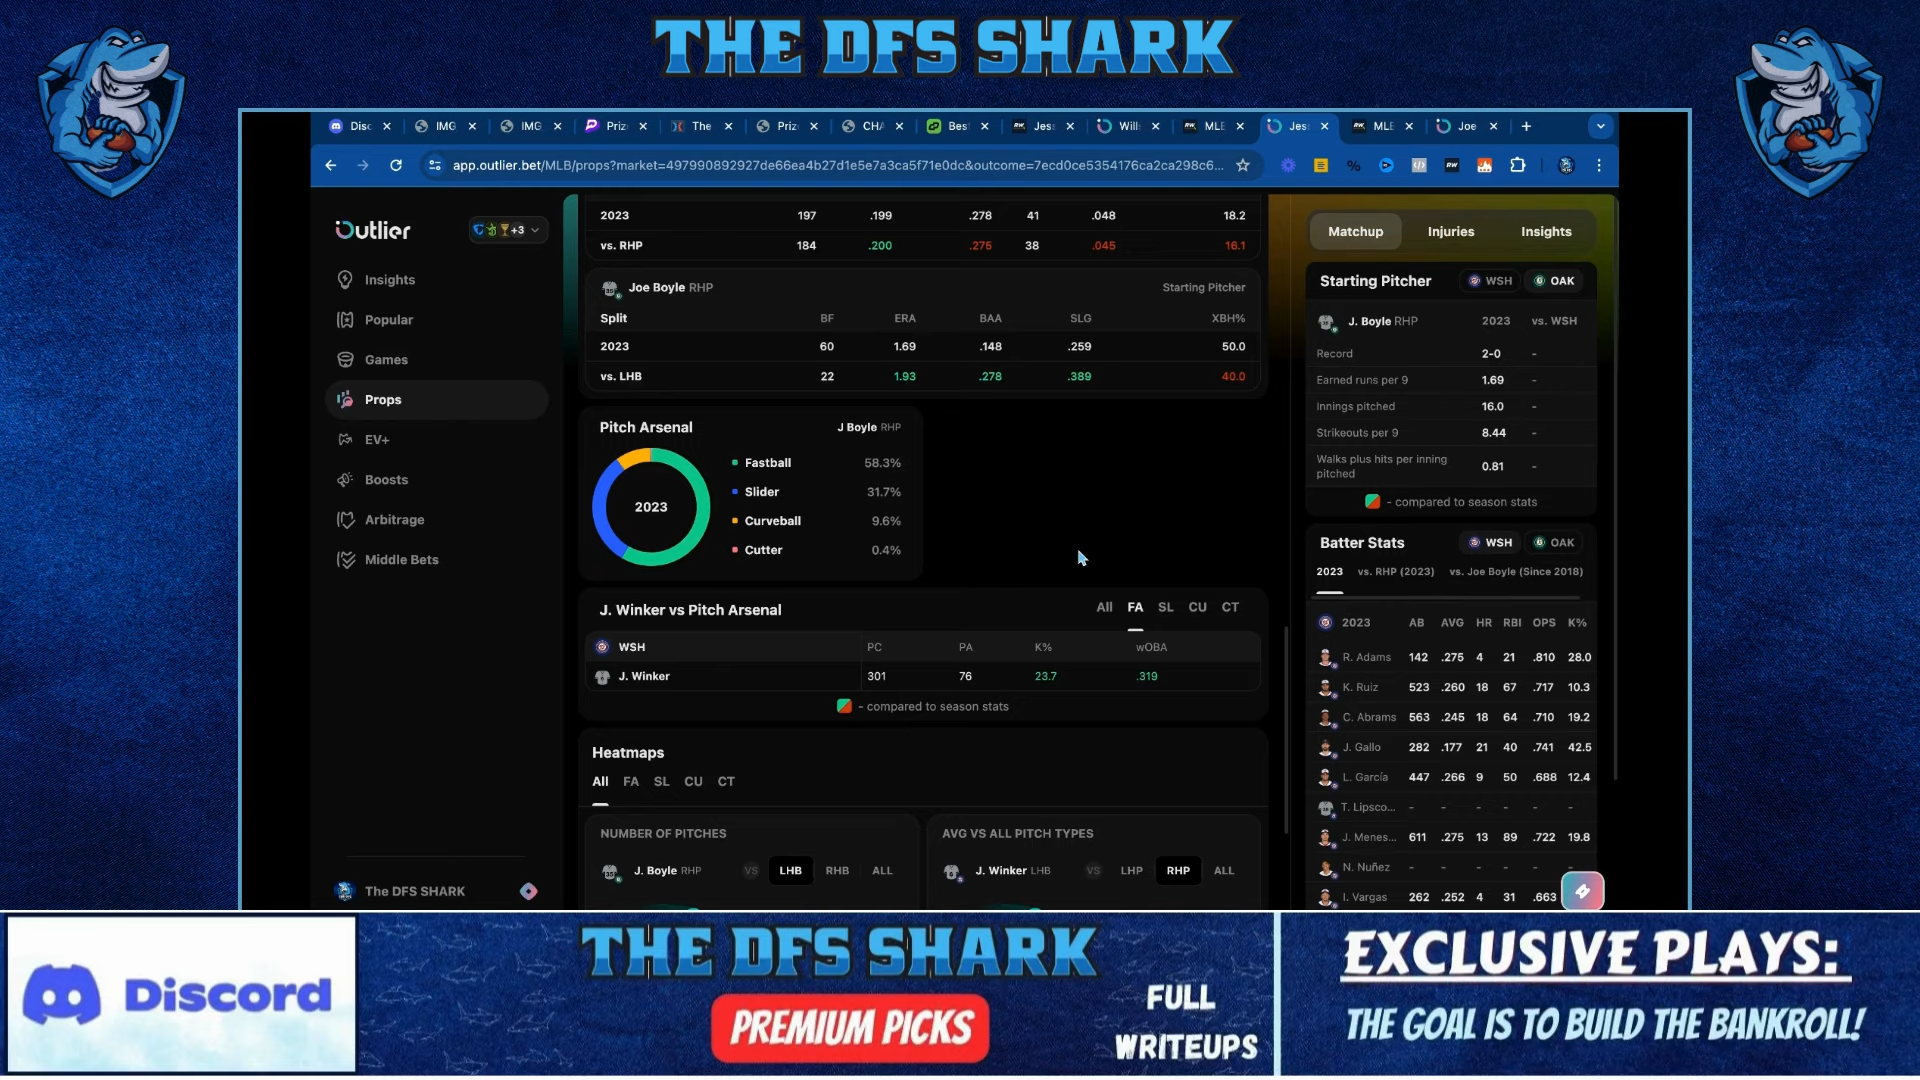 THE DFS SHARK
Disc
IMG
IMG
Priz
The
Priz
CHA
Best
Jess
Wills
MLE
Jess
MLE
Joe
app.outlier.bet/MLB/props?market=497990892927de66ea4b27d1e5e7a3ca5f71e0dc&outcome=7ecd0ce5354176ca2ca298c6...
Outlier
+3
Insights
Popular
Games
Props
EV+
Boosts
Arbitrage
Middle Bets
The DFS SHARK
2023 197 .199 .278 41 .048 18.2
vs. RHP 184 .200 .275 38 .045 16.1
Joe Boyle RHP Starting Pitcher
Split BF ERA BAA SLG XBH%
2023 60 1.69 .148 .259 50.0
vs. LHB 22 1.93 .278 .389 40.0
Pitch Arsenal J Boyle RHP
2023
Fastball 58.3%
Slider 31.7%
Curveball 9.6%
Cutter 0.4%
J. Winker vs Pitch Arsenal All FA SL CU CT
WSH PC PA K% wOBA
J. Winker 301 76 23.7 .319
- compared to season stats
Heatmaps
All FA SL CU CT
NUMBER OF PITCHES
J. Boyle RHP VS LHB RHB ALL
AVG VS ALL PITCH TYPES
J. Winker LHB VS LHP RHP ALL
Matchup Injuries Insights
Starting Pitcher WSH OAK
J. Boyle RHP 2023 vs. WSH
Record 2-0 -
Earned runs per 9 1.69 -
Innings pitched 16.0 -
Strikeouts per 9 8.44 -
Walks plus hits per inning
pitched 0.81 -
- compared to season stats
Batter Stats WSH OAK
2023 vs. RHP (2023) vs. Joe Boyle (Since 2018)
2023 AB AVG HR RBI OPS K%
R. Adams 142 .275 4 21 .810 28.0
K. Ruiz 523 .260 18 67 .717 10.3
C. Abrams 563 .245 18 64 .710 19.2
J. Gallo 282 .177 21 40 .741 42.5
L. García 447 .266 9 50 .688 12.4
T. Lipsco... - - - - - -
J. Menes... 611 .275 13 89 .722 19.8
N. Nuñez - - - - -
I. Vargas 262 .252 4 31 .663
Discord
THE DFS SHARK
PREMIUM PICKS
FULL
WRITEUPS
EXCLUSIVE PLAYS:
THE GOAL IS TO BUILD THE BANKROLL!